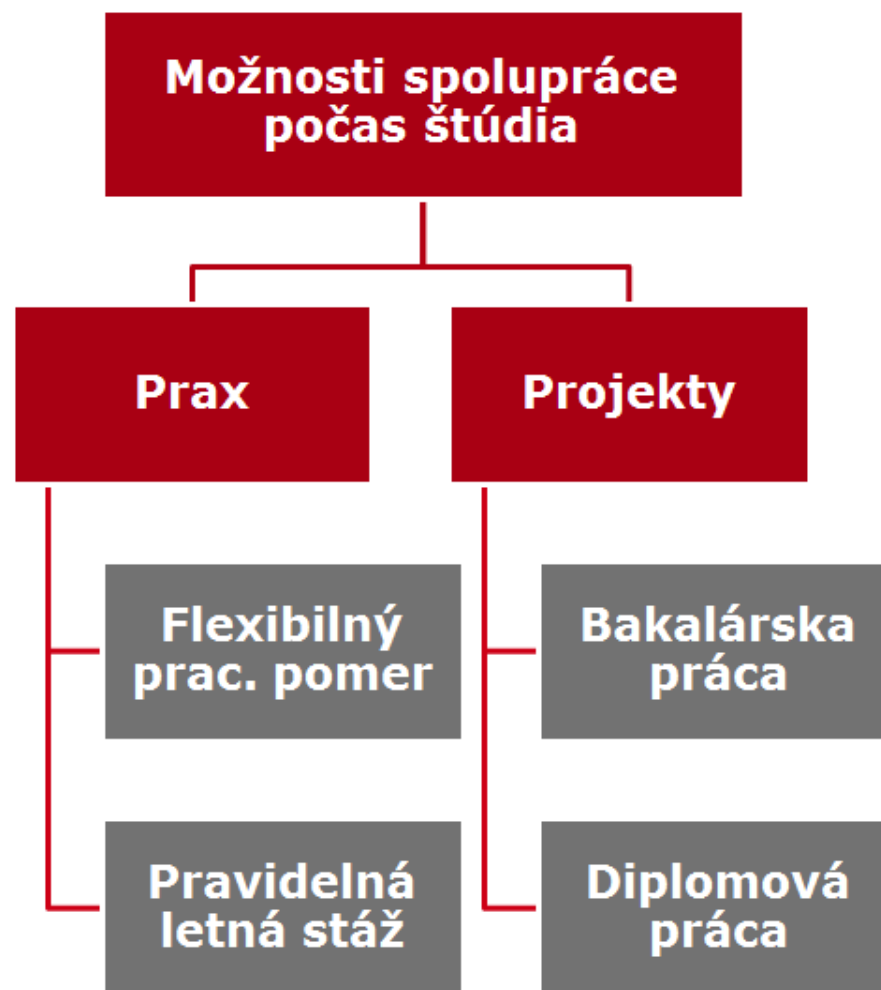 Možnosti spolupráce
počas štúdia
Prax
Projekty
Flexibilný
prac. pomer
Bakalárska
práca
Pravidelná
letná stáž
Diplomová
práca